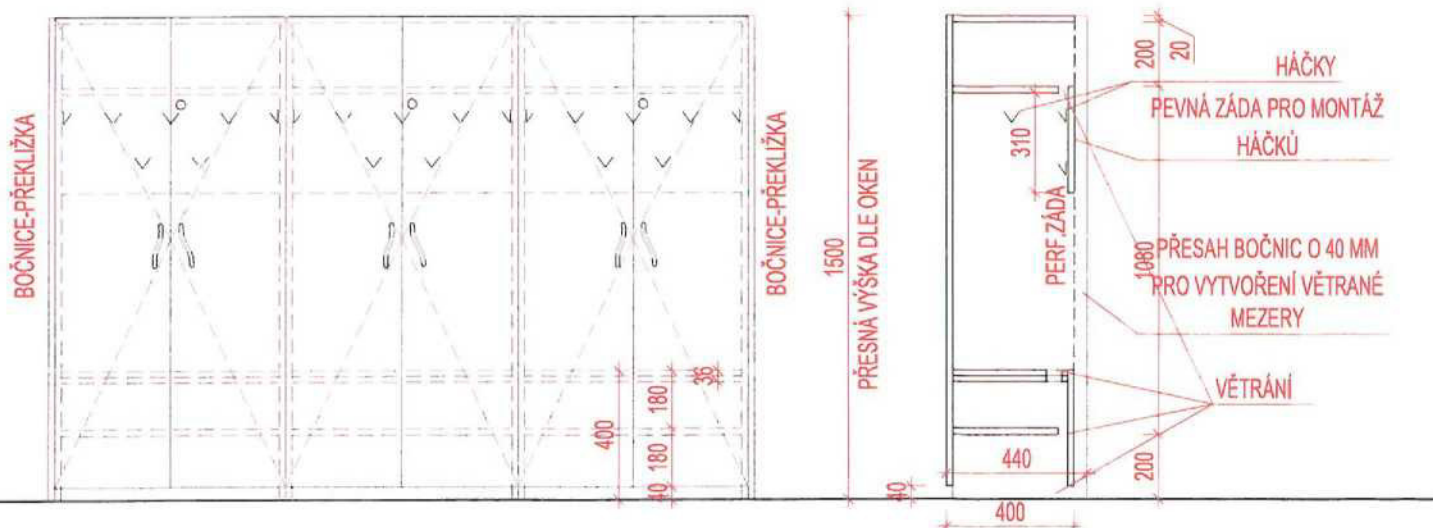 BOČNICE-PŘEKLIŽKA
36
180
400
180
40
BOČNICE-PŘEKLIŽKA
1500
PŘESNÁ VÝŠKA DLE OKEN
40
310
PERF.ZÁDA
440
400
200
20
1080
200
HÁČKY
PEVNÁ ZÁDA PRO MONTÁŽ
HÁČKŮ
PŘESAH BOČNIC O 40 MM
PRO VYTVOŘENÍ VĚTRANÉ
MEZERY
VĚTRÁNÍ